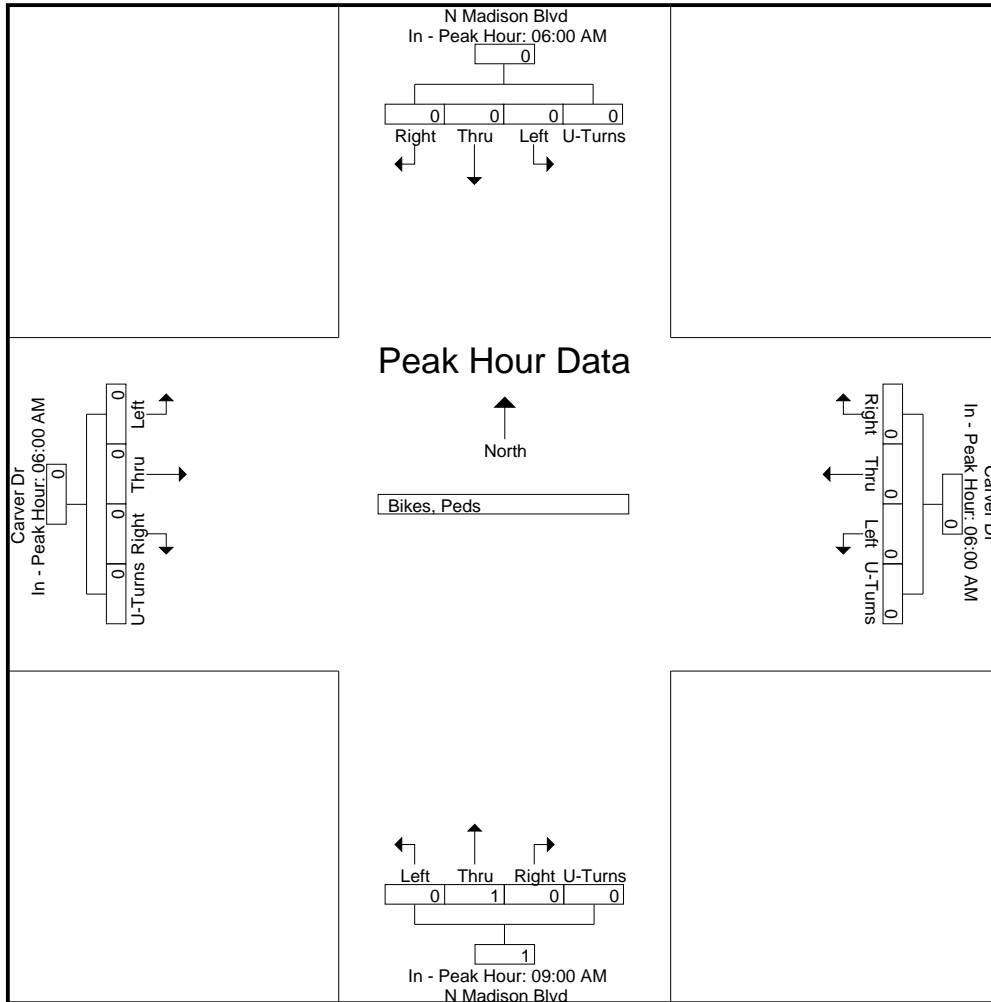 N Madison Blvd
In - Peak Hour: 06:00 AM
0
0 0 0 0
Right Thru Left U-Turns
Peak Hour Data
North
Bikes, Peds
Carver Dr
In - Peak Hour: 06:00 AM
0
0 0 0 0
Left Thru Right U-Turns
Carver Dr
In - Peak Hour: 06:00 AM
0
0 0 0 0
Right Thru Left U-Turns
Left Thru Right U-Turns
0 1 0 0
1
In - Peak Hour: 09:00 AM
N Madison Blvd